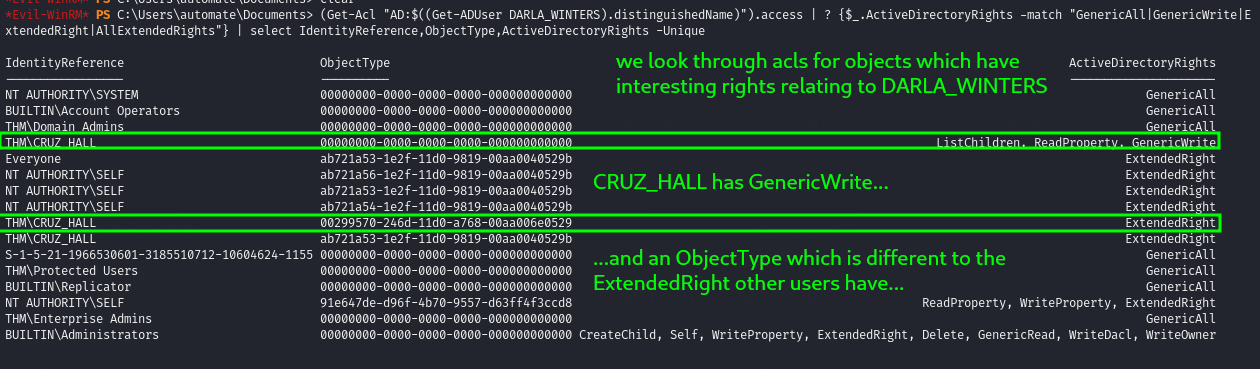 *Evil-WinRM* PS C:\Users\automate\Documents> clear
*Evil-WinRM* PS C:\Users\automate\Documents> (Get-Acl "AD:$((Get-ADUser DARLA_WINTERS).distinguishedName)").access | ? {$_.ActiveDirectoryRights -match "GenericAll|GenericWrite|E
xtendedRight|AllExtendedRights"} | select IdentityReference,ObjectType,ActiveDirectoryRights -Unique
IdentityReference ObjectType ActiveDirectoryRights
we look through acls for objects which have
interesting rights relating to DARLA_WINTERS
----------------- ---------- ---------------------
NT AUTHORITY\SYSTEM 00000000-0000-0000-0000-000000000000 GenericAll
BUILTIN\Account Operators 00000000-0000-0000-0000-000000000000 GenericAll
THM\Domain Admins 00000000-0000-0000-0000-000000000000 GenericAll
THM\CRUZ_HALL 00000000-0000-0000-0000-000000000000 ListChildren, ReadProperty, GenericWrite
Everyone ab721a53-1e2f-11d0-9819-00aa0040529b ExtendedRight
NT AUTHORITY\SELF ab721a56-1e2f-11d0-9819-00aa0040529b ExtendedRight
CRUZ_HALL has GenericWrite...
NT AUTHORITY\SELF ab721a53-1e2f-11d0-9819-00aa0040529b ExtendedRight
NT AUTHORITY\SELF ab721a54-1e2f-11d0-9819-00aa0040529b ExtendedRight
THM\CRUZ_HALL 00299570-246d-11d0-a768-00aa006e0529 ExtendedRight
THM\CRUZ_HALL ab721a53-1e2f-11d0-9819-00aa0040529b ExtendedRight
S-1-5-21-1966530601-3185510712-10604624-1155 00000000-0000-0000-0000-000000000000 GenericAll
...and an ObjectType which is different to the
ExtendedRight other users have...
THM\Protected Users 00000000-0000-0000-0000-000000000000 GenericAll
BUILTIN\Replicator 00000000-0000-0000-0000-000000000000 GenericAll
NT AUTHORITY\SELF 91e647de-d96f-4b70-9557-d63ff4f3ccd8 ReadProperty, WriteProperty, ExtendedRight
THM\Enterprise Admins 00000000-0000-0000-0000-000000000000 GenericAll
BUILTIN\Administrators 00000000-0000-0000-0000-000000000000 CreateChild, Self, WriteProperty, ExtendedRight, Delete, GenericRead, WriteDacl, WriteOwner